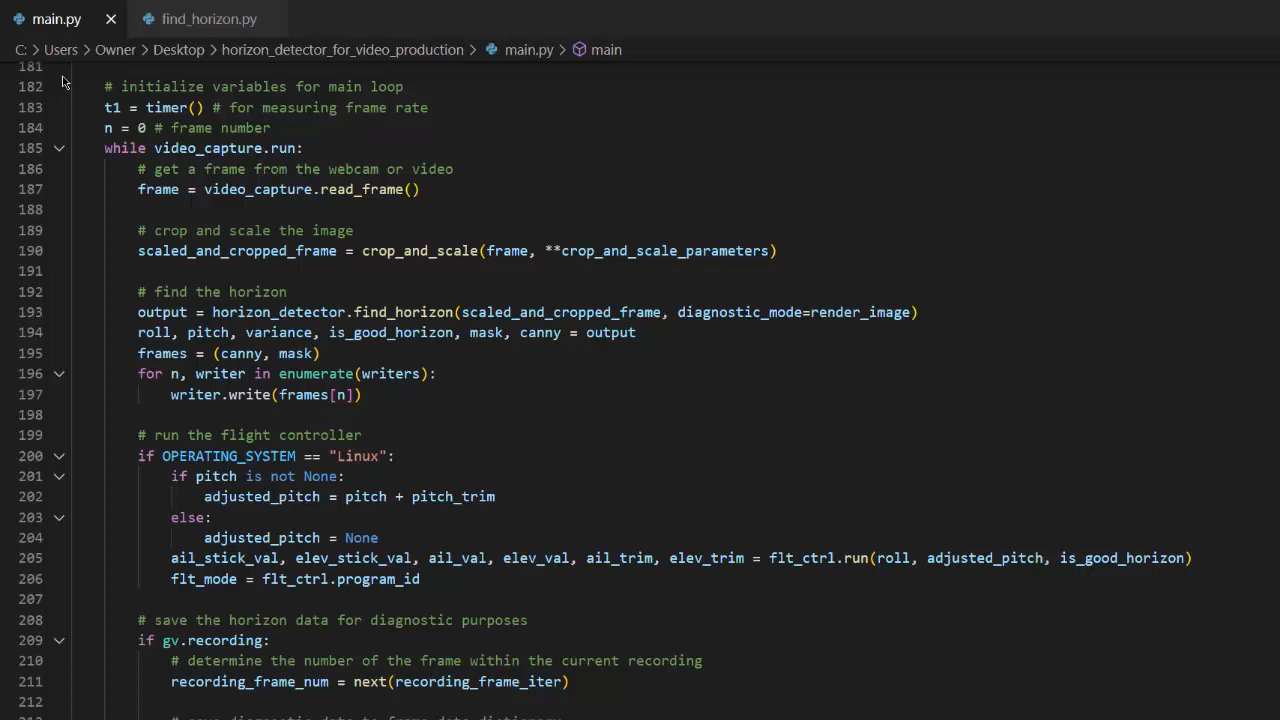 main.py
find_horizon.py
C: > Users > Owner > Desktop > horizon_detector_for_video_production > main.py > main
181
182 # initialize variables for main loop
183 t1 = timer() # for measuring frame rate
184 n = 0 # frame number
185 while video_capture.run:
186 # get a frame from the webcam or video
187 frame = video_capture.read_frame()
188
189 # crop and scale the image
190 scaled_and_cropped_frame = crop_and_scale(frame, **crop_and_scale_parameters)
191
192 # find the horizon
193 output = horizon_detector.find_horizon(scaled_and_cropped_frame, diagnostic_mode=render_image)
194 roll, pitch, variance, is_good_horizon, mask, canny = output
195 frames = (canny, mask)
196 for n, writer in enumerate(writers):
197 writer.write(frames[n])
198
199 # run the flight controller
200 if OPERATING_SYSTEM == "Linux":
201 if pitch is not None:
202 adjusted_pitch = pitch + pitch_trim
203 else:
204 adjusted_pitch = None
205 ail_stick_val, elev_stick_val, ail_val, elev_val, ail_trim, elev_trim = flt_ctrl.run(roll, adjusted_pitch, is_good_horizon)
206 flt_mode = flt_ctrl.program_id
207
208 # save the horizon data for diagnostic purposes
209 if gv.recording:
210 # determine the number of the frame within the current recording
211 recording_frame_num = next(recording_frame_iter)
212